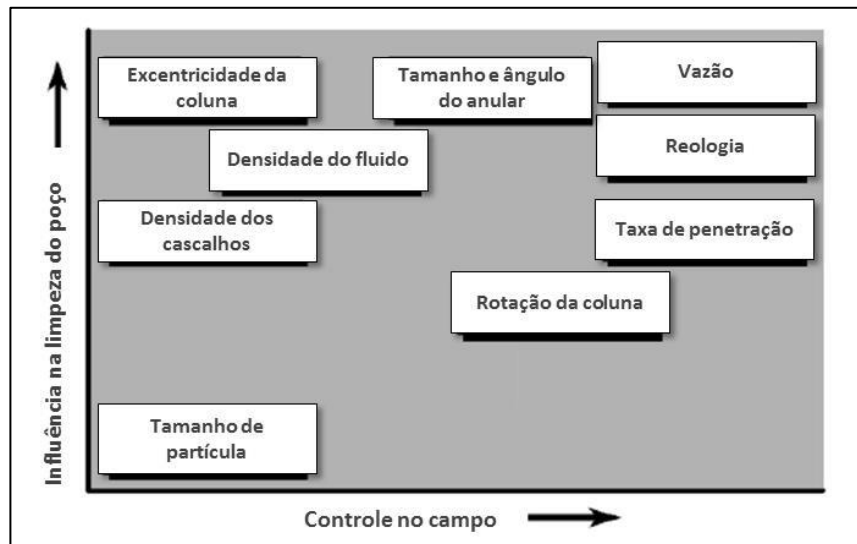 Influência na limpeza do poço
Excentricidade da
coluna
Tamanho e ângulo
do anular
Vazão
Densidade do fluido
Reologia
Densidade dos
cascalhos
Taxa de penetração
Rotação da coluna
Tamanho de
partícula
Controle no campo